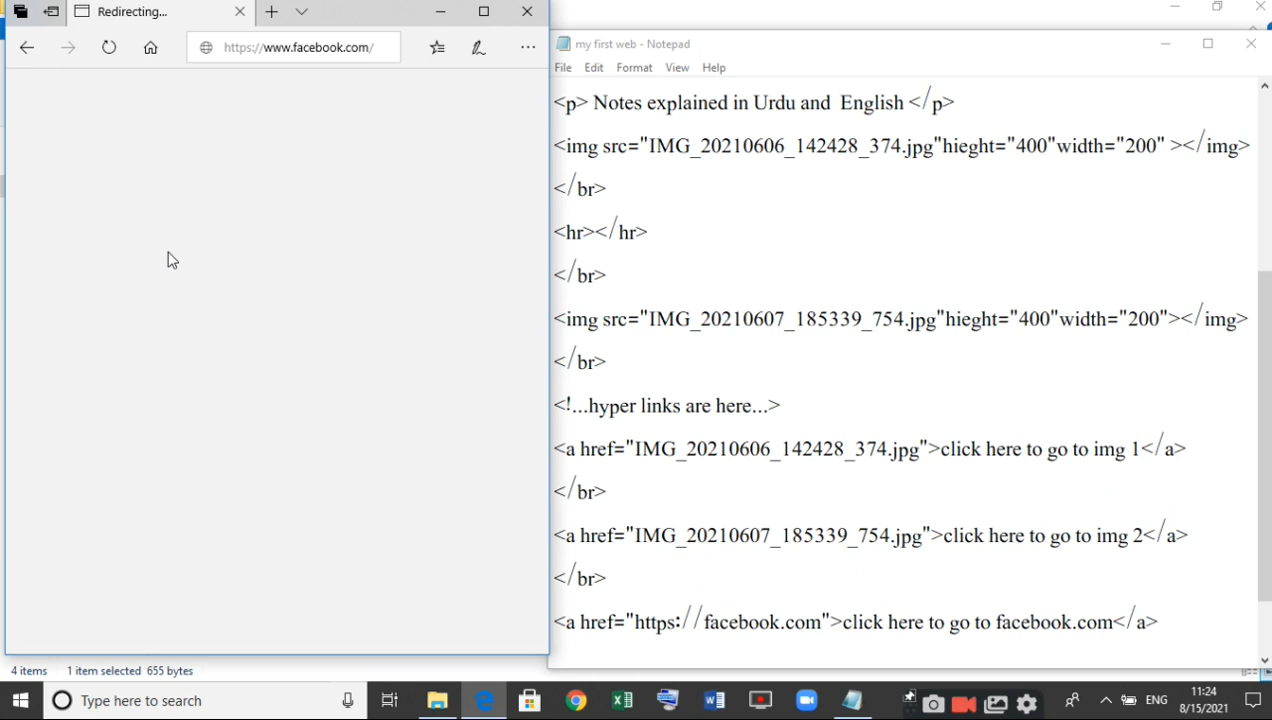 Redirecting...
https://www.facebook.com/
my first web - Notepad
File Edit Format View Help
<p> Notes explained in Urdu and  English </p>
<img src="IMG_20210606_142428_374.jpg"hieght="400"width="200" ></img>
</br>
<hr></hr>
</br>
<img src="IMG_20210607_185339_754.jpg"hieght="400"width="200"></img>
</br>
<!...hyper links are here...>
<a href="IMG_20210606_142428_374.jpg">click here to go to img 1</a>
</br>
<a href="IMG_20210607_185339_754.jpg">click here to go to img 2</a>
</br>
<a href="https://facebook.com">click here to go to facebook.com</a>
4 items 1 item selected 655 bytes
Type here to search
ENG
11:24
8/15/2021